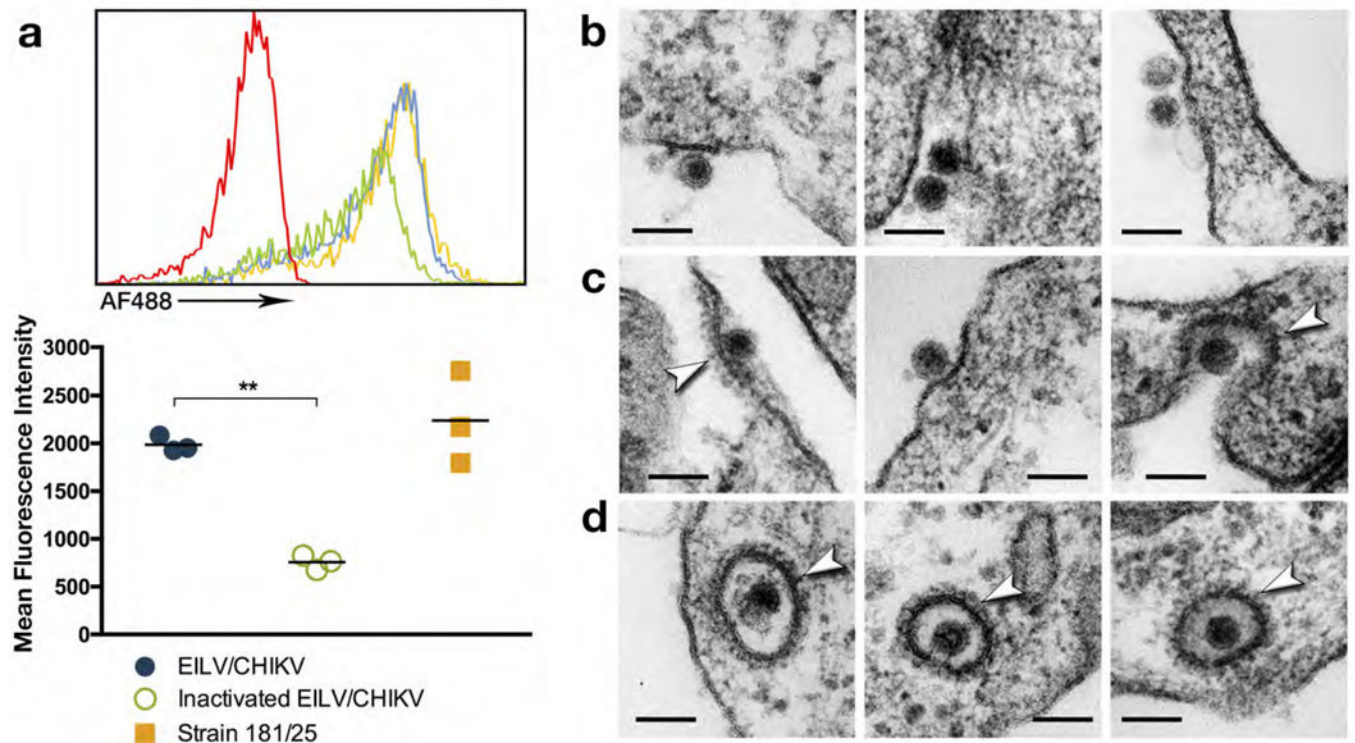 a
AF488
Mean Fluorescence Intensity
3000
2500
2000
1500
1000
500
0
**
EILV/CHIKV
Inactivated EILV/CHIKV
Strain 181/25
b
c
d